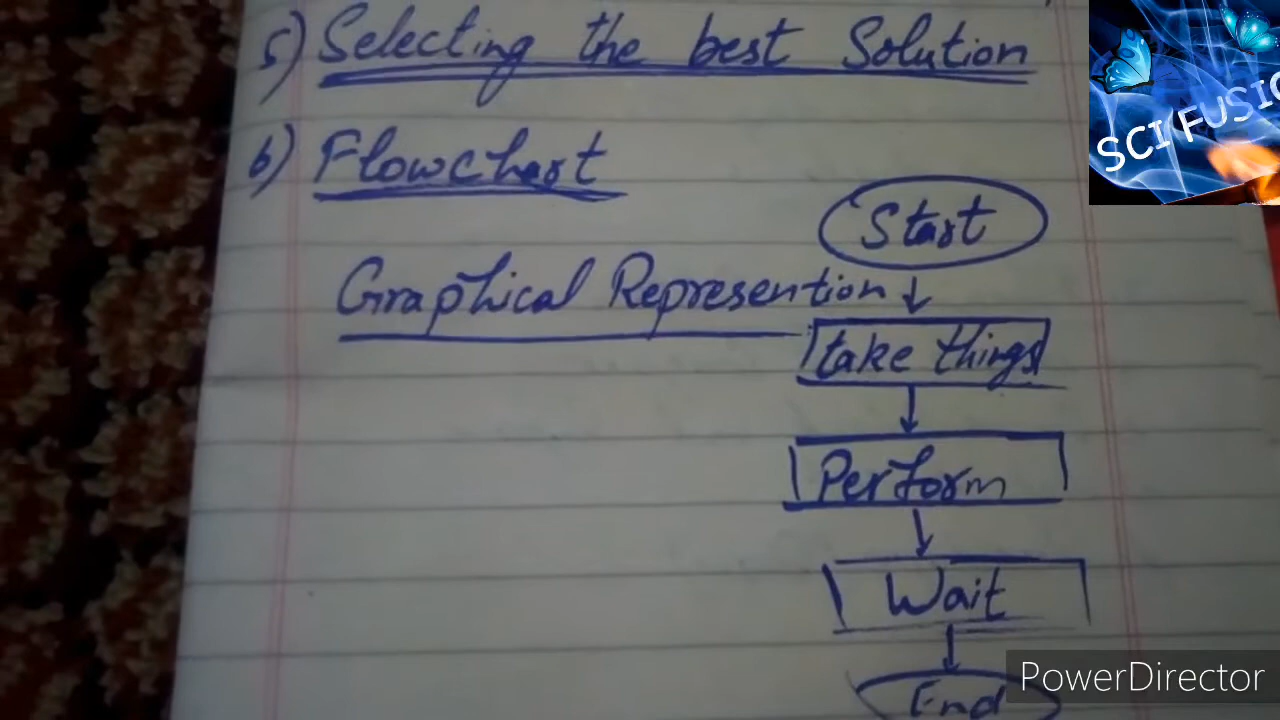 5) Selecting the best Solution
6) Flowchart
Start
Graphical Represention
take things
Perform
Wait
End
SCI FUSIO
PowerDirector